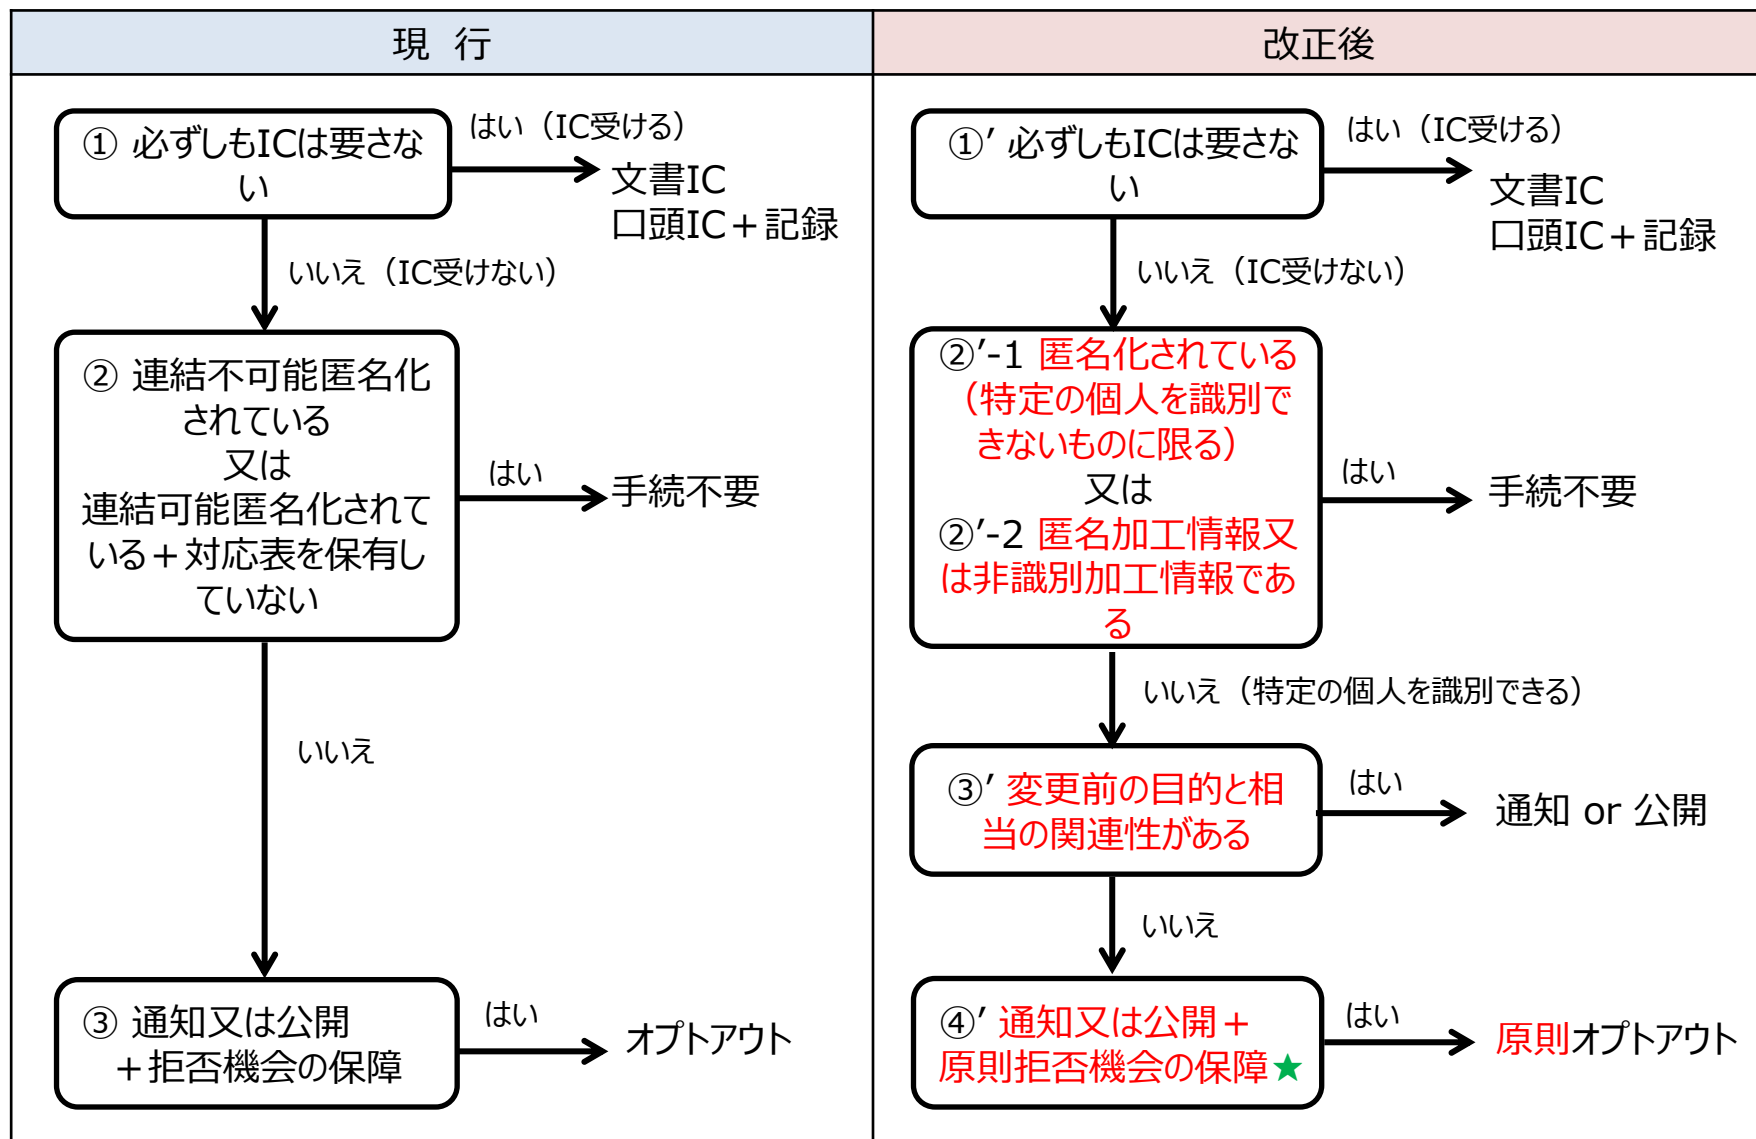 現 行
① 必ずしもICは要さな
い
はい（IC受ける）
文書IC
口頭IC＋記録
いいえ（IC受けない）
② 連結不可能匿名化
されている
又は
連結可能匿名化されて
いる＋対応表を保有し
ていない
はい
手続不要
いいえ
③ 通知又は公開
＋拒否機会の保障
はい
オプトアウト
改正後
①’ 必ずしもICは要さな
い
はい（IC受ける）
文書IC
口頭IC＋記録
いいえ（IC受けない）
②’-1 匿名化されている
（特定の個人を識別で
きないものに限る）
又は
②’-2 匿名加工情報又
は非識別加工情報であ
る
はい
手続不要
いいえ（特定の個人を識別できる）
③’ 変更前の目的と相
当の関連性がある
はい
通知 or 公開
いいえ
④’ 通知又は公開＋
原則拒否機会の保障★
はい
原則オプトアウト